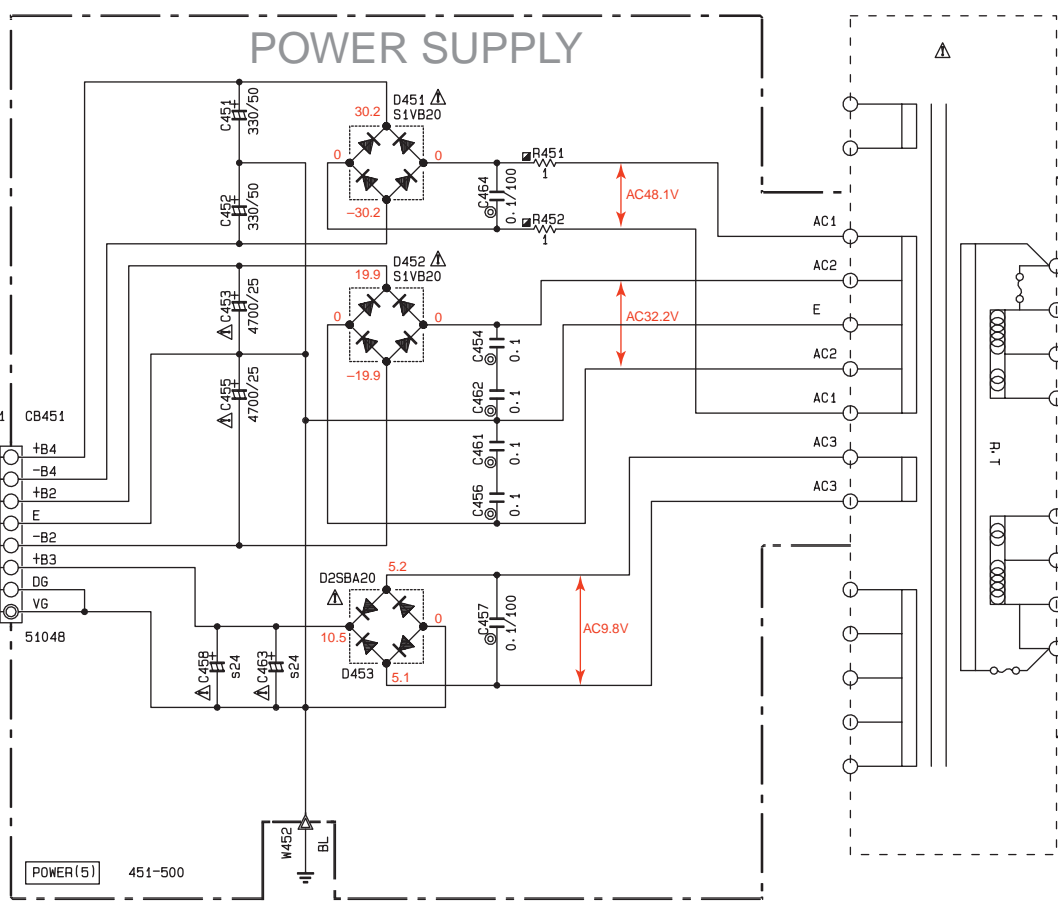 POWER SUPPLY
D451
S1VB20
30.2
0
0
−30.2
C451
330/50
C452
330/50
R451
1
C464
0.1/100
R452
1
AC48.1V
D452
S1VB20
19.9
0
0
−19.9
C453
4700/25
C455
4700/25
C454
0.1
C462
0.1
C461
0.1
C456
0.1
AC32.2V
AC1
AC2
E
AC2
AC1
AC3
AC3
R.T
1
CB451
+B4
-B4
+B2
E
-B2
+B3
DG
VG
51048
D2SBA20
5.2
0
10.5
5.1
D453
C457
0.1/100
AC9.8V
C458
s24
C463
s24
W452
BL
POWER(5)
451-500